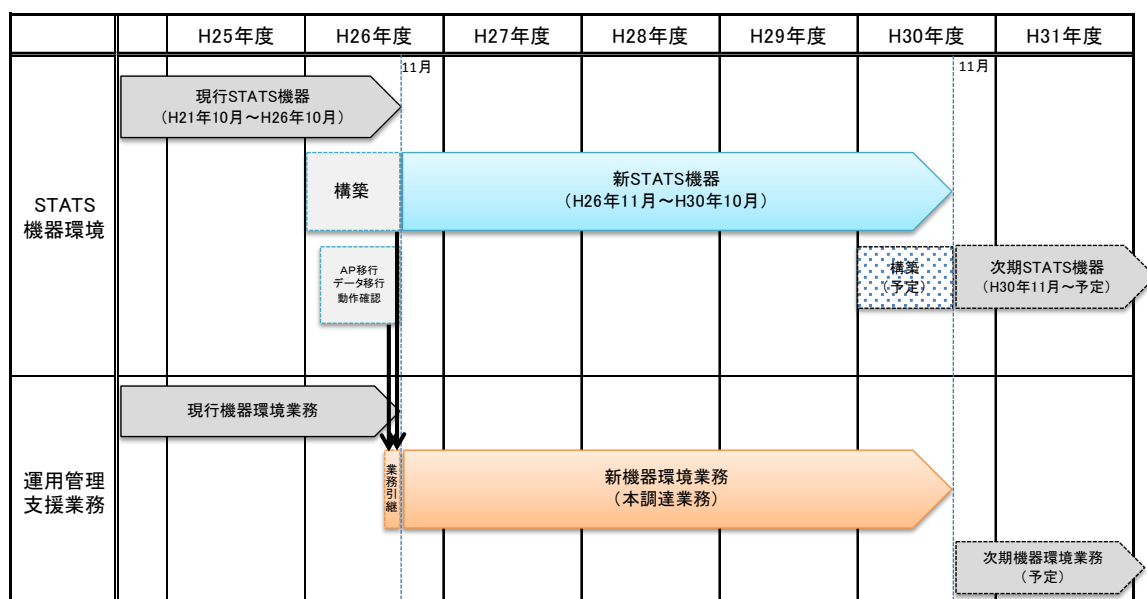 H25年度
H26年度
H27年度
H28年度
H29年度
H30年度
H31年度
11月
11月
現行STATS機器
(H21年10月～H26年10月)
構築
新STATS機器
(H26年11月～H30年10月)
STATS
機器環境
AP移行
データ移行
動作確認
構築
(予定)
次期STATS機器
(H30年11月～予定)
現行機器環境業務
運用管理
支援業務
業務引継
新機器環境業務
(本調達業務)
次期機器環境業務
(予定)